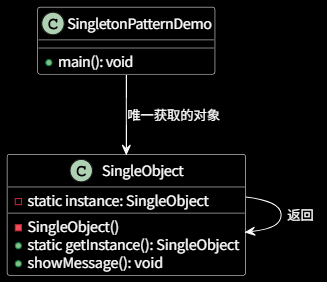 C SingletonPatternDemo
main(): void
唯一获取的对象
C SingleObject
static instance: SingleObject
返回
SingleObject()
static getInstance(): SingleObject
showMessage(): void